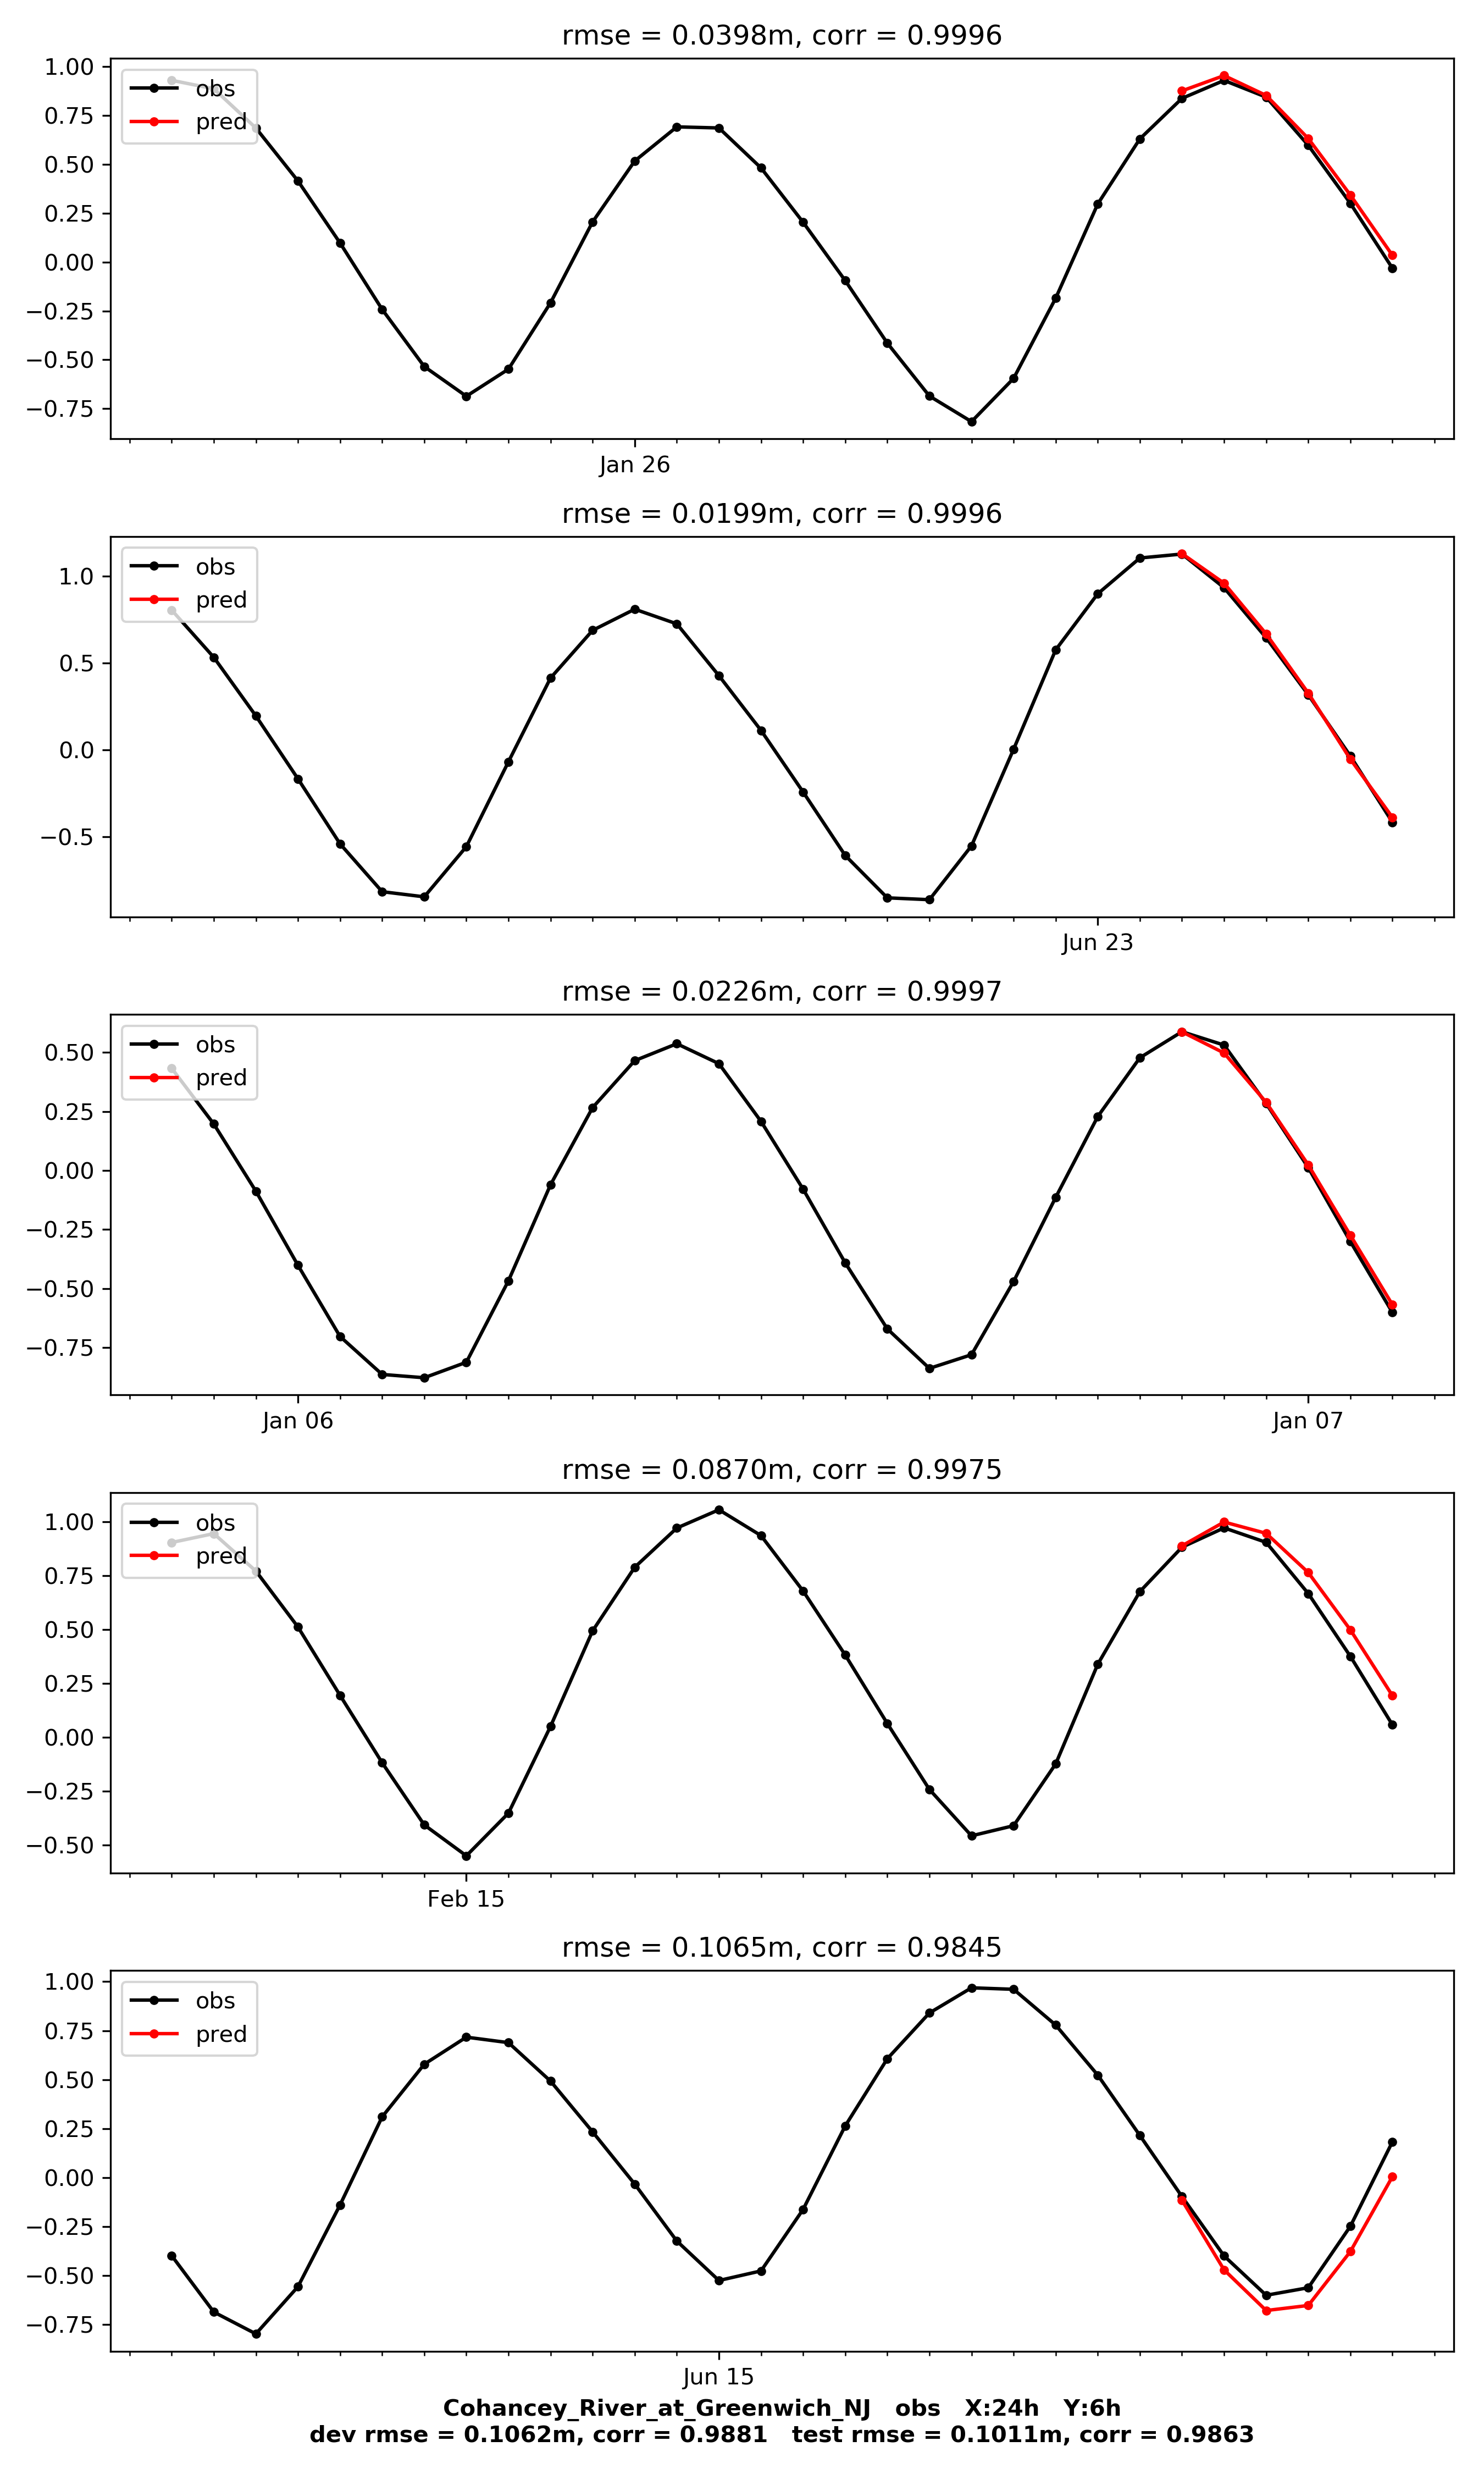 rmse = 0.0398m, corr = 0.9996
1.00
0.75
0.50
0.25
0.00
−0.25
−0.50
−0.75
obs
pred
Jan 26
rmse = 0.0199m, corr = 0.9996
1.0
0.5
0.0
−0.5
obs
pred
Jun 23
rmse = 0.0226m, corr = 0.9997
0.50
0.25
0.00
−0.25
−0.50
−0.75
obs
pred
Jan 06 Jan 07
rmse = 0.0870m, corr = 0.9975
1.00
0.75
0.50
0.25
0.00
−0.25
−0.50
obs
pred
Feb 15
rmse = 0.1065m, corr = 0.9845
1.00
0.75
0.50
0.25
0.00
−0.25
−0.50
−0.75
obs
pred
Jun 15
Cohancey_River_at_Greenwich_NJ obs X:24h Y:6h
dev rmse = 0.1062m, corr = 0.9881 test rmse = 0.1011m, corr = 0.9863